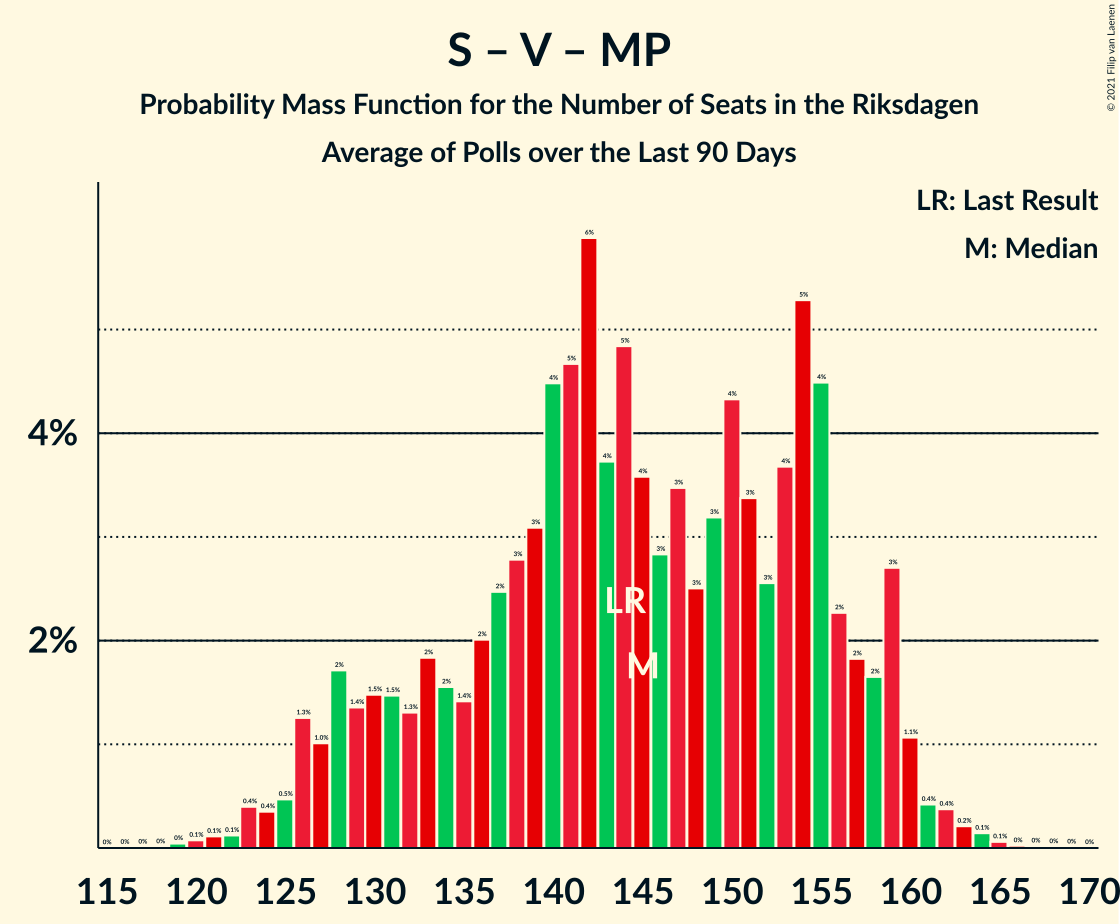 S – V – MP
Probability Mass Function for the Number of Seats in the Riksdagen
Average of Polls over the Last 90 Days
© 2021 Filip van Laenen
LR: Last Result
M: Median
4%
2%
0% 0% 0% 0% 0% 0.1% 0.1% 0.1% 0.4% 0.4% 0.5% 1.3% 1.0% 2% 1.4% 1.5% 1.5% 1.3% 2% 2% 1.4% 2% 2% 3% 3% 4% 5% 6% 4% 5% 4% 3% 3% 3% 3% 4% 3% 3% 4% 5% 4% 2% 2% 2% 3% 1.1% 0.4% 0.4% 0.2% 0.1% 0.1% 0% 0% 0% 0% 0%
LR
M
115 120 125 130 135 140 145 150 155 160 165 170